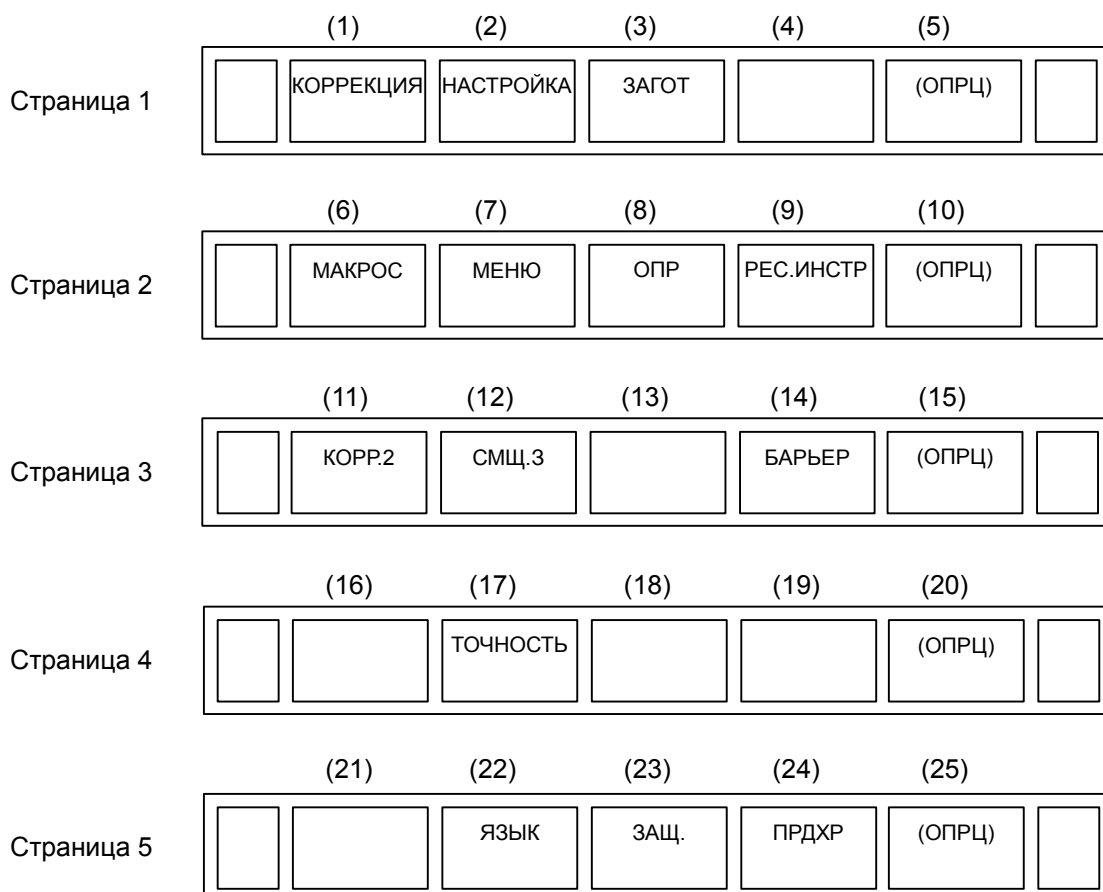 (1) (2) (3) (4) (5)
Страница 1 КОРРЕКЦИЯ НАСТРОЙКА ЗАГОТ (ОПРЦ)
(6) (7) (8) (9) (10)
Страница 2 МАКРОС МЕНЮ ОПР РЕС.ИНСТР (ОПРЦ)
(11) (12) (13) (14) (15)
Страница 3 КОРР.2 СМЩ.3 БАРЬЕР (ОПРЦ)
(16) (17) (18) (19) (20)
Страница 4 ТОЧНОСТЬ (ОПРЦ)
(21) (22) (23) (24) (25)
Страница 5 ЯЗЫК ЗАЩ. ПРДХР (ОПРЦ)